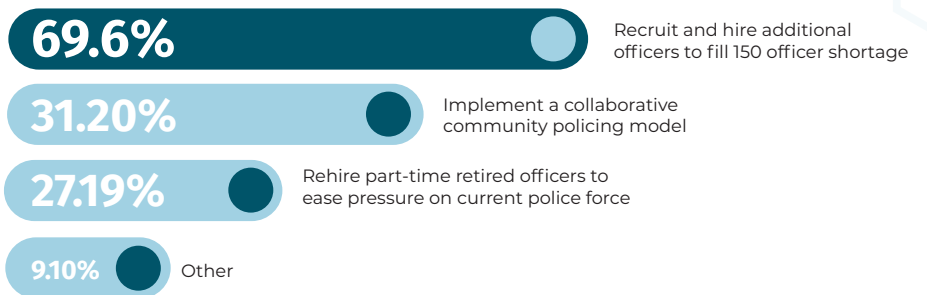 69.6%
Recruit and hire additional
officers to fill 150 officer shortage
31.20%
Implement a collaborative
community policing model
27.19%
Rehire part-time retired officers to
ease pressure on current police force
9.10%
Other